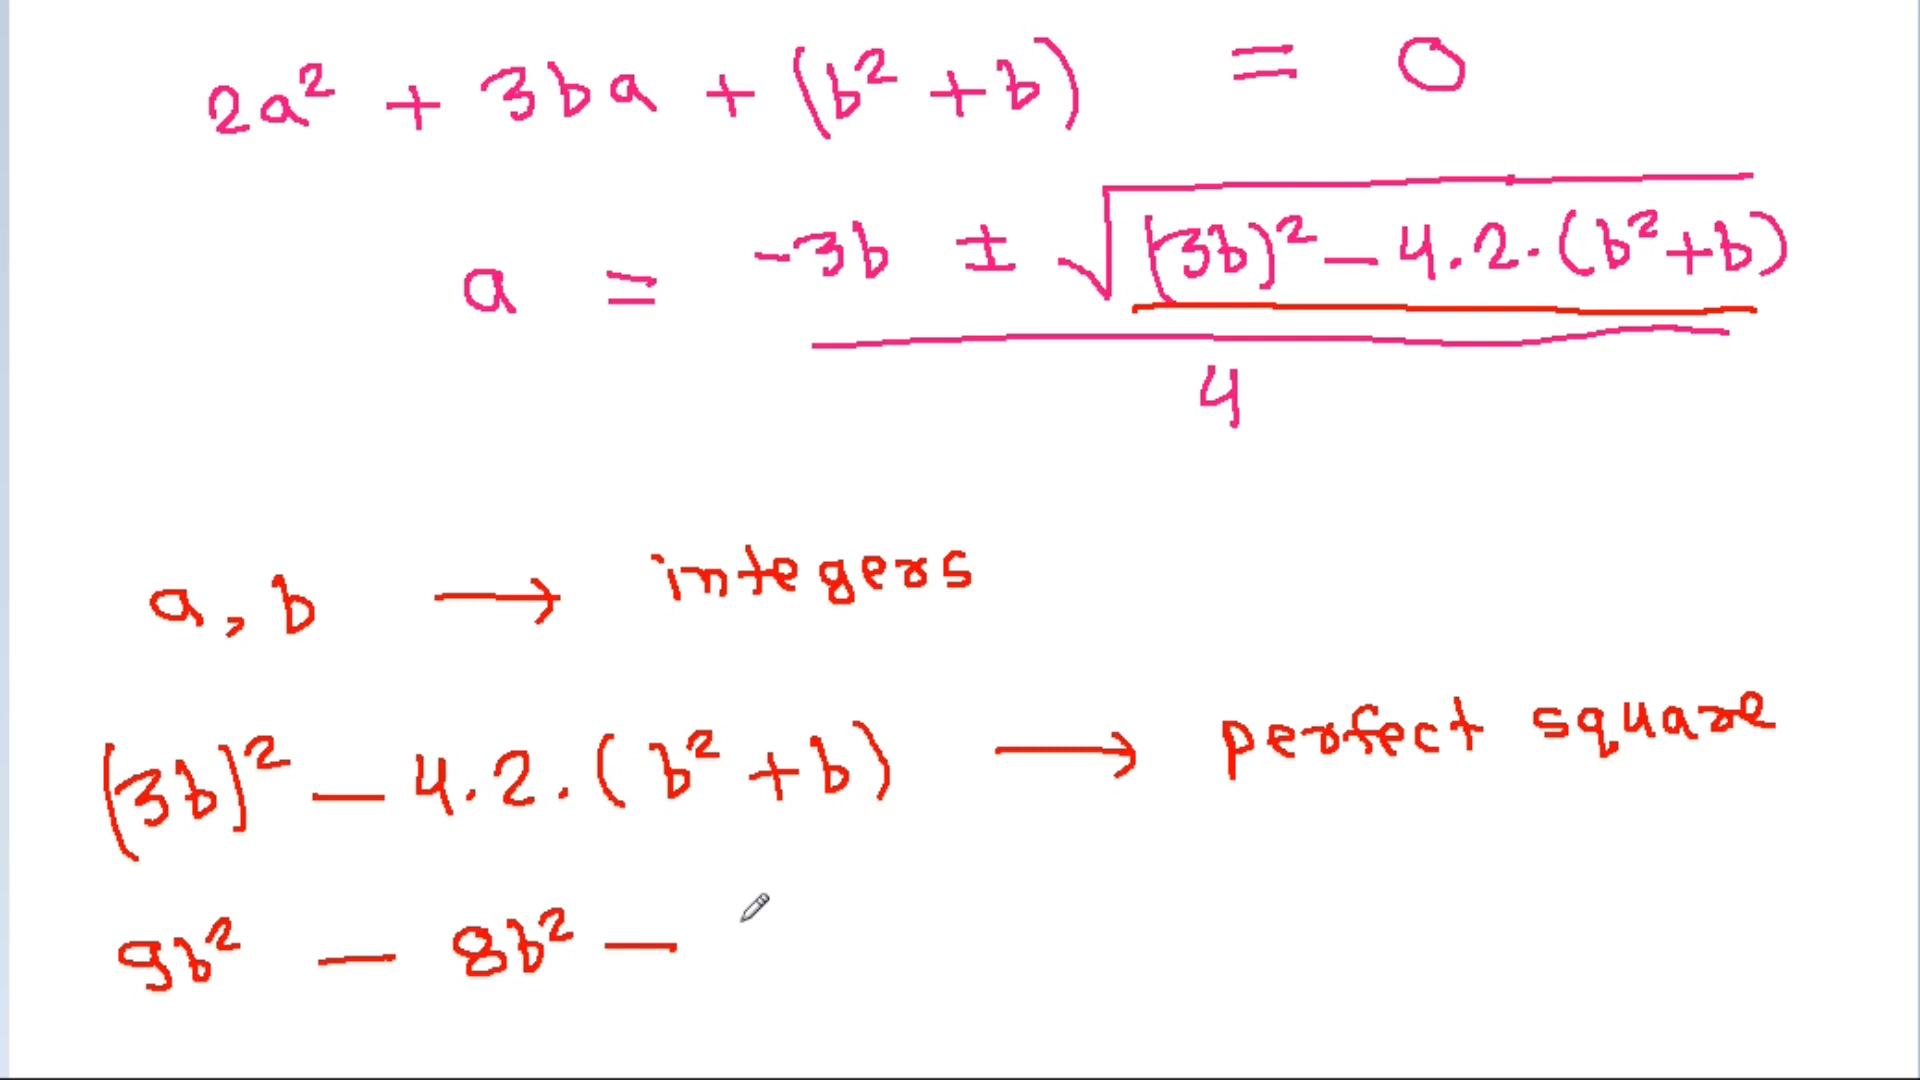 2a² + 3ba + (b² + b) = 0
a = -3b ± √(3b)² - 4.2.(b² + b)
4
a, b → integers
(3b)² - 4.2.(b² + b) → perfect square
9b² - 8b² -